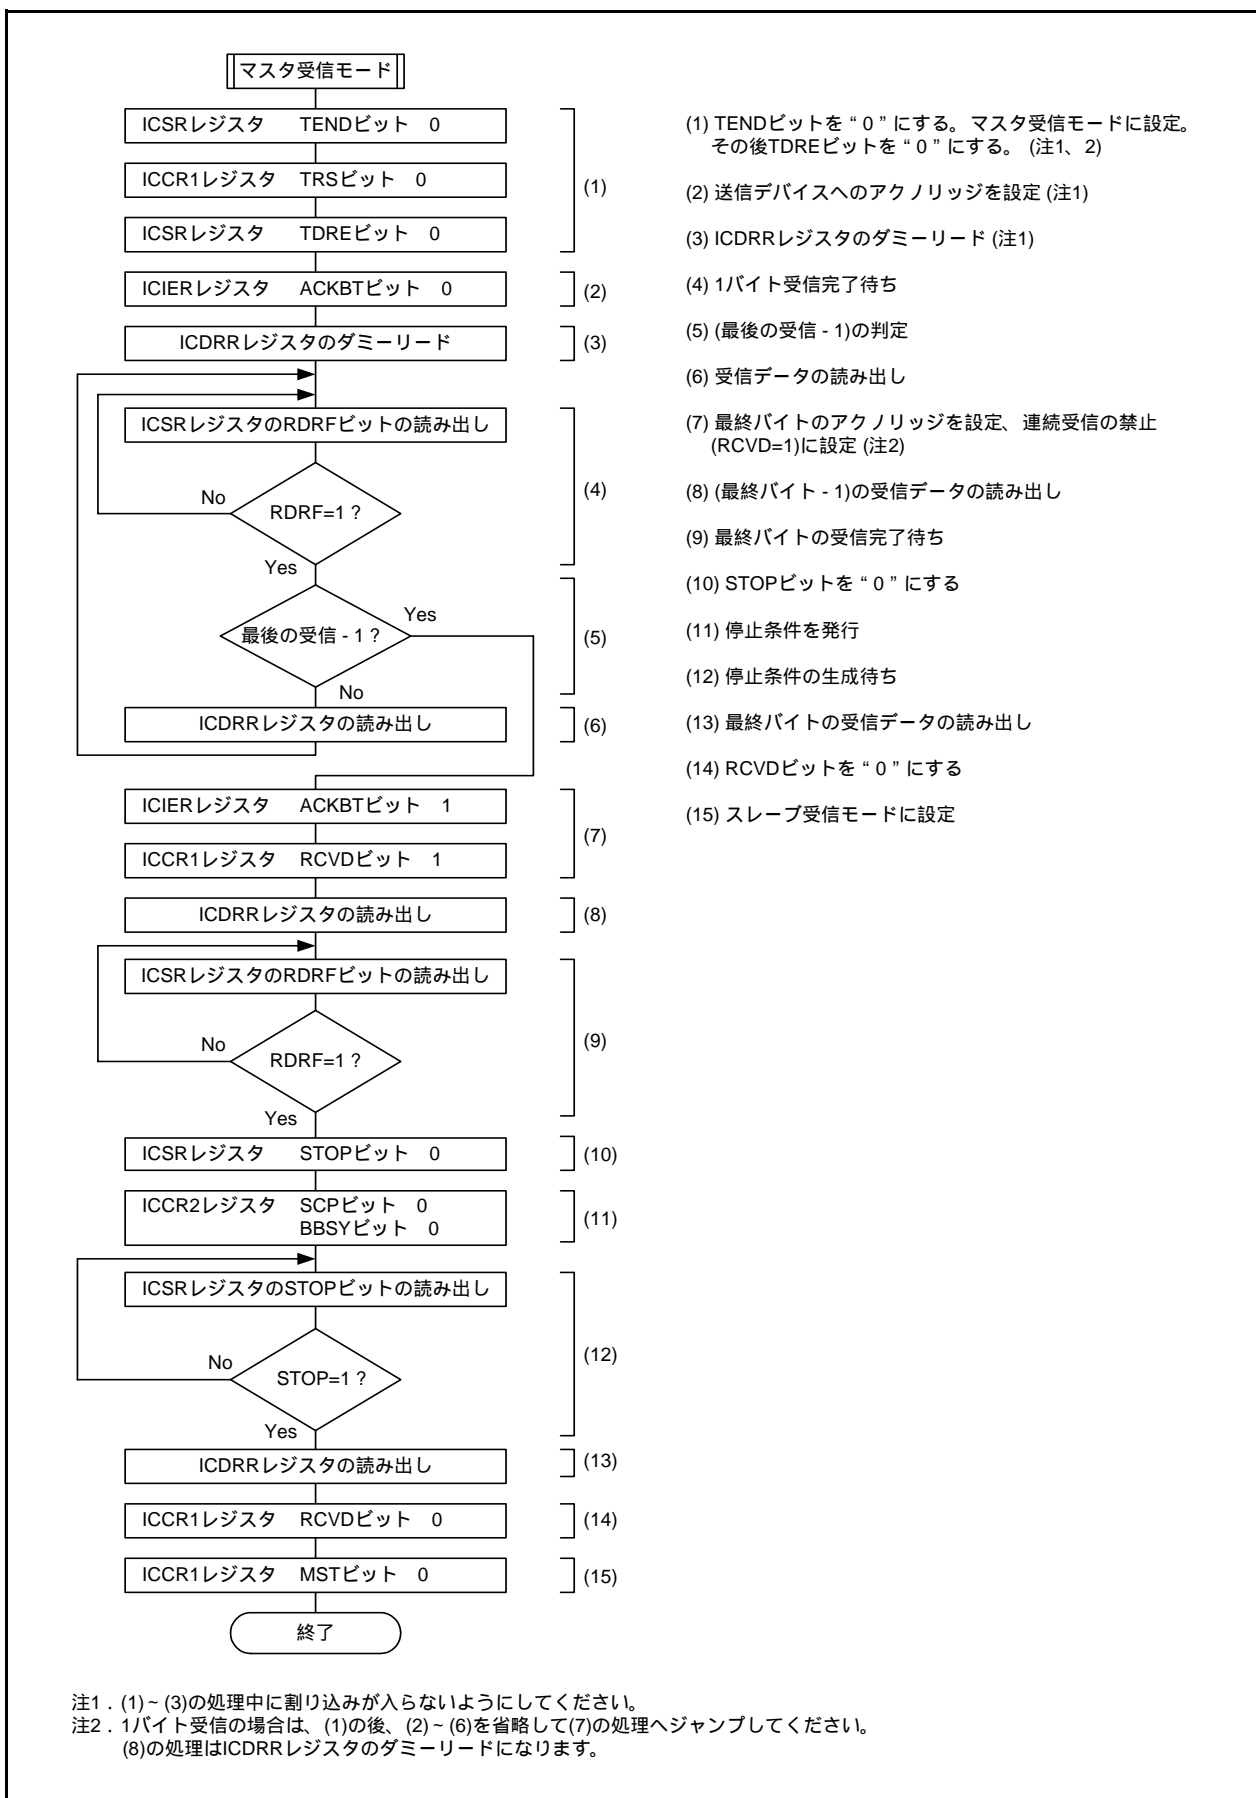 マスタ受信モード
ICSRレジスタ TENDビット 0
ICCR1レジスタ TRSビット 0
ICSRレジスタ TDREビット 0
(1)
ICIERレジスタ ACKBTビット 0
(2)
ICDRRレジスタのダミーリード
(3)
ICSRレジスタのRDRFビットの読み出し
No
RDRF=1 ?
(4)
Yes
最後の受信 - 1 ?
Yes
(5)
No
ICDRRレジスタの読み出し
(6)
ICIERレジスタ ACKBTビット 1
ICCR1レジスタ RCVDビット 1
(7)
ICDRRレジスタの読み出し
(8)
ICSRレジスタのRDRFビットの読み出し
No
RDRF=1 ?
(9)
Yes
ICSRレジスタ STOPビット 0
(10)
ICCR2レジスタ SCPビット 0
BBSYビット 0
(11)
ICSRレジスタのSTOPビットの読み出し
No
STOP=1 ?
(12)
Yes
ICDRRレジスタの読み出し
(13)
ICCR1レジスタ RCVDビット 0
(14)
ICCR1レジスタ MSTビット 0
(15)
終了
(1) TENDビットを “ 0 ” にする。マスタ受信モードに設定。
その後TDREビットを “ 0 ” にする。 (注1、2)
(2) 送信デバイスへのアクノリッジを設定 (注1)
(3) ICDRRレジスタのダミーリード (注1)
(4) 1バイト受信完了待ち
(5) (最後の受信 - 1)の判定
(6) 受信データの読み出し
(7) 最終バイトのアクノリッジを設定、連続受信の禁止
(RCVD=1)に設定 (注2)
(8) (最終バイト - 1)の受信データの読み出し
(9) 最終バイトの受信完了待ち
(10) STOPビットを “ 0 ” にする
(11) 停止条件を発行
(12) 停止条件の生成待ち
(13) 最終バイトの受信データの読み出し
(14) RCVDビットを “ 0 ” にする
(15) スレーブ受信モードに設定
注1．(1) ~ (3)の処理中に割り込みが入らないようにしてください。
注2．1バイト受信の場合は、(1)の後、(2) ~ (6)を省略して(7)の処理へジャンプしてください。
(8)の処理はICDRRレジスタのダミーリードになります。